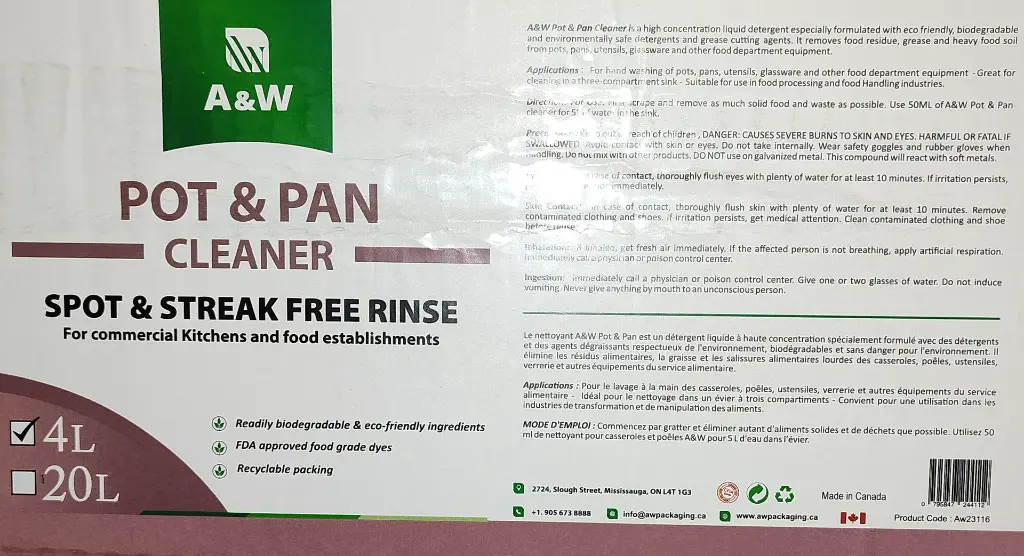 A&W
POT & PAN
CLEANER
SPOT & STREAK FREE RINSE
For commercial Kitchens and food establishments
4L
20L
Readily biodegradable & eco-friendly ingredients
FDA approved food grade dyes
Recyclable packing
A&W Pot & Pan Cleaner is a high concentration liquid detergent especially formulated with eco friendly, biodegradable
and environmentally safe detergents and grease cutting agents. It removes food residue, grease and heavy food soil
from pots, pans, utensils, glassware and other food department equipment.
Applications : For hand washing of pots, pans, utensils, glassware and other food department equipment - Great for
cleaning in a three-compartment sink - Suitable for use in food processing and food Handling industries.
scrape and remove as much solid food and waste as possible. Use 50ML of A&W Pot & Pan
cleaner for 5L of water in the sink.
reach of children , DANGER: CAUSES SEVERE BURNS TO SKIN AND EYES. HARMFUL OR FATAL IF
SWALLOWED. Avoid contact with skin or eyes. Do not take internally. Wear safety goggles and rubber gloves when
handling. Do not mix with other products. DO NOT use on galvanized metal. This compound will react with soft metals.
case of contact, thoroughly flush eyes with plenty of water for at least 10 minutes. If irritation persists,
immediately.
Skin Contact: in case of contact, thoroughly flush skin with plenty of water for at least 10 minutes. Remove
contaminated clothing and shoes. If irritation persists, get medical attention. Clean contaminated clothing and shoe
before reuse
Inhalation: if inhaled, get fresh air immediately. If the affected person is not breathing, apply artificial respiration.
Immediately call a physician or poison control center.
Ingestion: immediately call a physician or poison control center. Give one or two glasses of water. Do not induce
vomiting. Never give anything by mouth to an unconscious person.
Le nettoyant A&W Pot & Pan est un détergent liquide à haute concentration spécialement formulé avec des détergents
et des agents dégraissants respectueux de l'environnement, biodégradables et sans danger pour l'environnement. Il
élimine les résidus alimentaires, la graisse et les salissures alimentaires lourdes des casseroles, poêles, ustensiles,
verrerie et autres équipements du service alimentaire.
Applications : Pour le lavage à la main des casseroles, poêles, ustensiles, verrerie et autres équipements du service
alimentaire - Idéal pour le nettoyage dans un évier à trois compartiments - Convient pour une utilisation dans les
industries de transformation et de manipulation des aliments.
MODE D'EMPLOI : Commencez par gratter et éliminer autant d'aliments solides et de déchets que possible. Utilisez 50
ml de nettoyant pour casseroles et poêles A&W pour 5 L d'eau dans l'évier.
2724, Slough Street, Mississauga, ON L4T 1G3
+1. 905 673 8888 info@awpackaging.ca www.awpackaging.ca
Made in Canada
0 795847 244112
Product Code : Aw23116